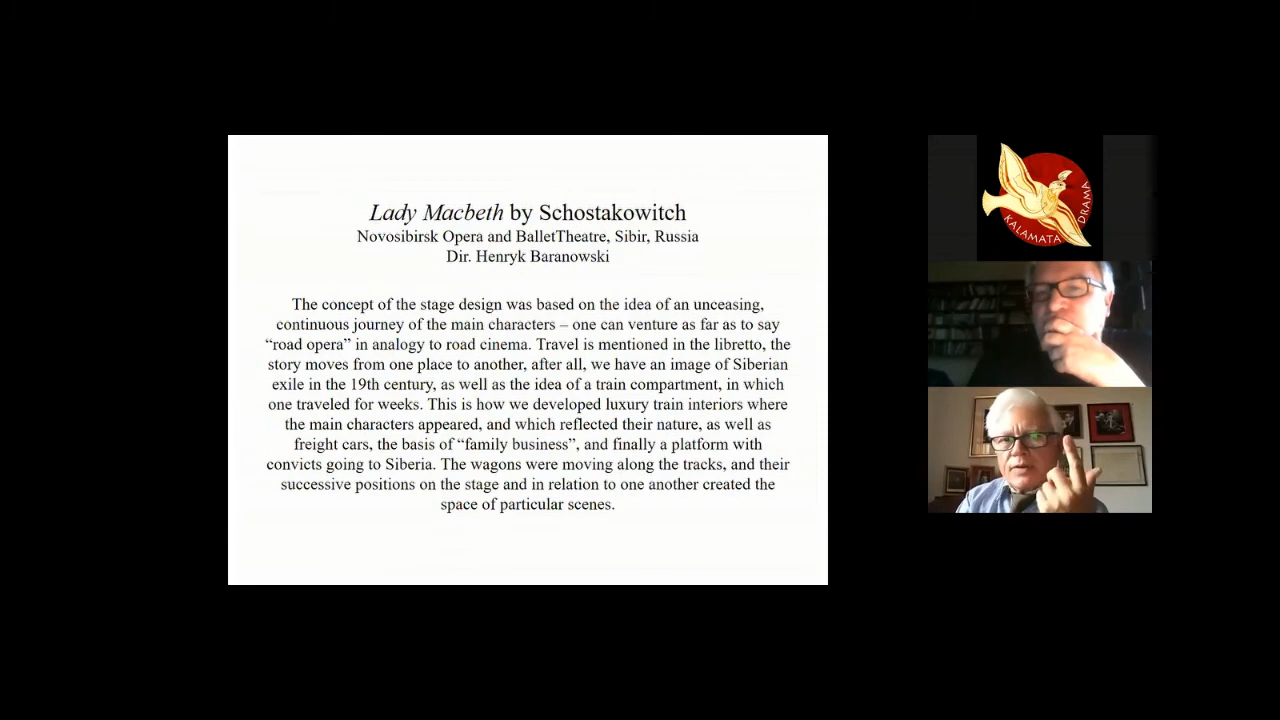 Lady Macbeth by Schostakowitch
Novosibirsk Opera and BalletTheatre, Sibir, Russia
Dir. Henryk Baranowski
The concept of the stage design was based on the idea of an unceasing,
continuous journey of the main characters – one can venture as far as to say
“road opera” in analogy to road cinema. Travel is mentioned in the libretto, the
story moves from one place to another, after all, we have an image of Siberian
exile in the 19th century, as well as the idea of a train compartment, in which
one traveled for weeks. This is how we developed luxury train interiors where
the main characters appeared, and which reflected their nature, as well as
freight cars, the basis of “family business”, and finally a platform with
convicts going to Siberia. The wagons were moving along the tracks, and their
successive positions on the stage and in relation to one another created the
space of particular scenes.
KALAMATA DRAMA